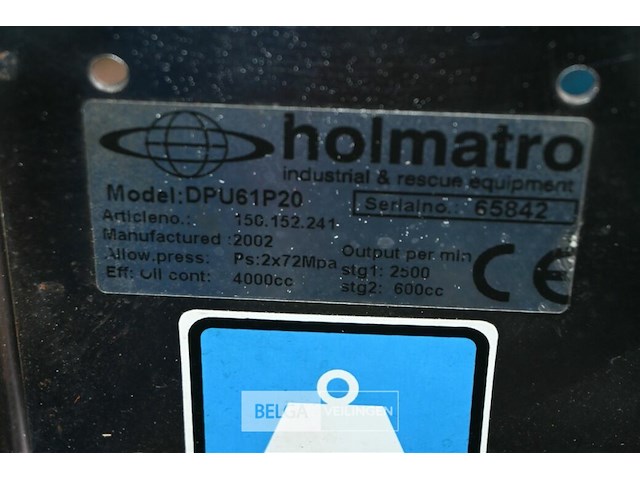 holmatro
industrial & rescue equipment
Model:DPU61P20
Serialno. 65842
Articleno.: 150.152.241
Manufactured :2002
Allow.press: Ps:2x72Mpa
Eff: Oil cont: 4000cc
Output per min
stg1: 2500
stg2: 600cc
CE
BELGA VEILINGEN